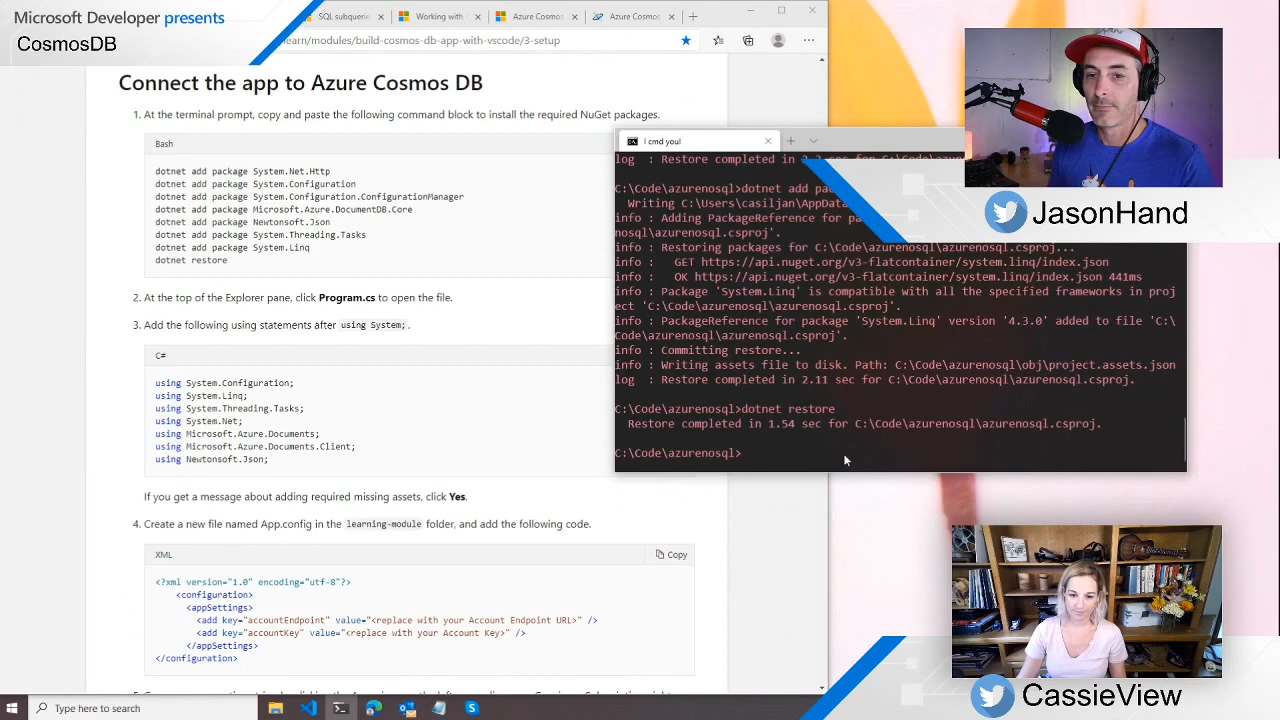 Microsoft Developer presents
CosmosDB
SQL subquerie
Working with
Azure Cosmos
Azure Cosmos
learn/modules/build-cosmos-db-app-with-vscode/3-setup
Connect the app to Azure Cosmos DB
1. At the terminal prompt, copy and paste the following command block to install the required NuGet packages.
Bash
dotnet add package System.Net.Http
dotnet add package System.Configuration
dotnet add package System.Configuration.ConfigurationManager
dotnet add package Microsoft.Azure.DocumentDB.Core
dotnet add package Newtonsoft.Json
dotnet add package System.Threading.Tasks
dotnet add package System.Linq
dotnet restore
2. At the top of the Explorer pane, click Program.cs to open the file.
3. Add the following using statements after using System;.
C#
using System.Configuration;
using System.Linq;
using System.Threading.Tasks;
using System.Net;
using Microsoft.Azure.Documents;
using Microsoft.Azure.Documents.Client;
using Newtonsoft.Json;
If you get a message about adding required missing assets, click Yes.
4. Create a new file named App.config in the learning-module folder, and add the following code.
XML
Copy
<?xml version="1.0" encoding="utf-8"?>
<configuration>
<appSettings>
<add key="accountEndpoint" value="<replace with your Account Endpoint URL>" />
<add key="accountKey" value="<replace with your Account Key>" />
</appSettings>
</configuration>
I cmd you!
log : Restore completed in
C:\Code\azurenosql>dotnet add pac
Writing C:\Users\casiljan\AppData
info : Adding PackageReference for pa
nosql\azurenosql.csproj'.
info : Restoring packages for C:\Code\azurenosql\azurenosql.csproj...
info : GET https://api.nuget.org/v3-flatcontainer/system.linq/index.json
info : OK https://api.nuget.org/v3-flatcontainer/system.linq/index.json 441ms
info : Package 'System.Linq' is compatible with all the specified frameworks in proj
ect 'C:\Code\azurenosql\azurenosql.csproj'.
info : PackageReference for package 'System.Linq' version '4.3.0' added to file 'C:\
Code\azurenosql\azurenosql.csproj'.
info : Committing restore...
info : Writing assets file to disk. Path: C:\Code\azurenosql\obj\project.assets.json
log : Restore completed in 2.11 sec for C:\Code\azurenosql\azurenosql.csproj.
C:\Code\azurenosql>dotnet restore
Restore completed in 1.54 sec for C:\Code\azurenosql\azurenosql.csproj.
C:\Code\azurenosql>
JasonHand
CassieView
Type here to search